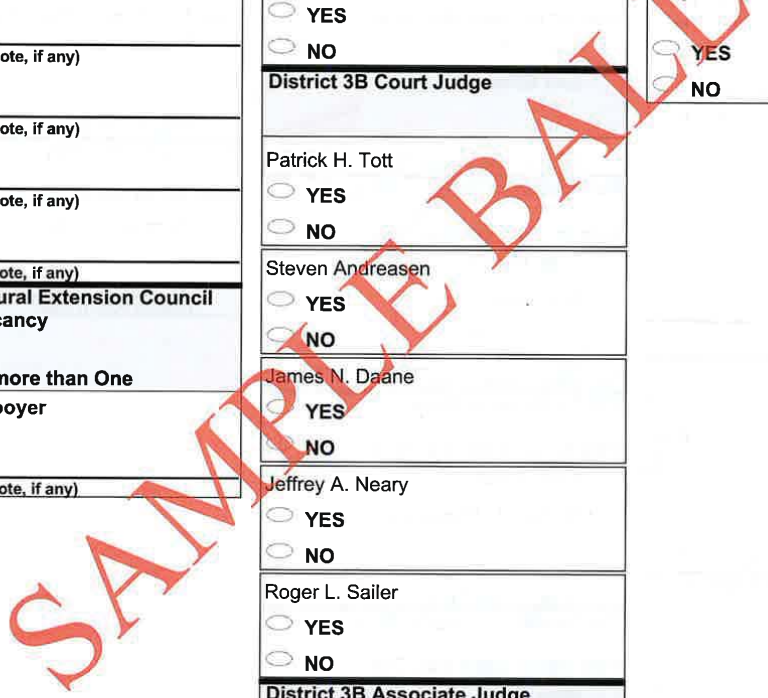 ote, if any)
ote, if any)
ote, if any)
ote, if any)
ural Extension Council
cancy
more than One
oyer
ote, if any)
YES
NO
District 3B Court Judge
Patrick H. Tott
YES
NO
Steven Andreasen
YES
NO
James N. Daane
YES
NO
Jeffrey A. Neary
YES
NO
Roger L. Sailer
YES
NO
District 3B Associate Judge
YES
NO
SAMPLE BALL